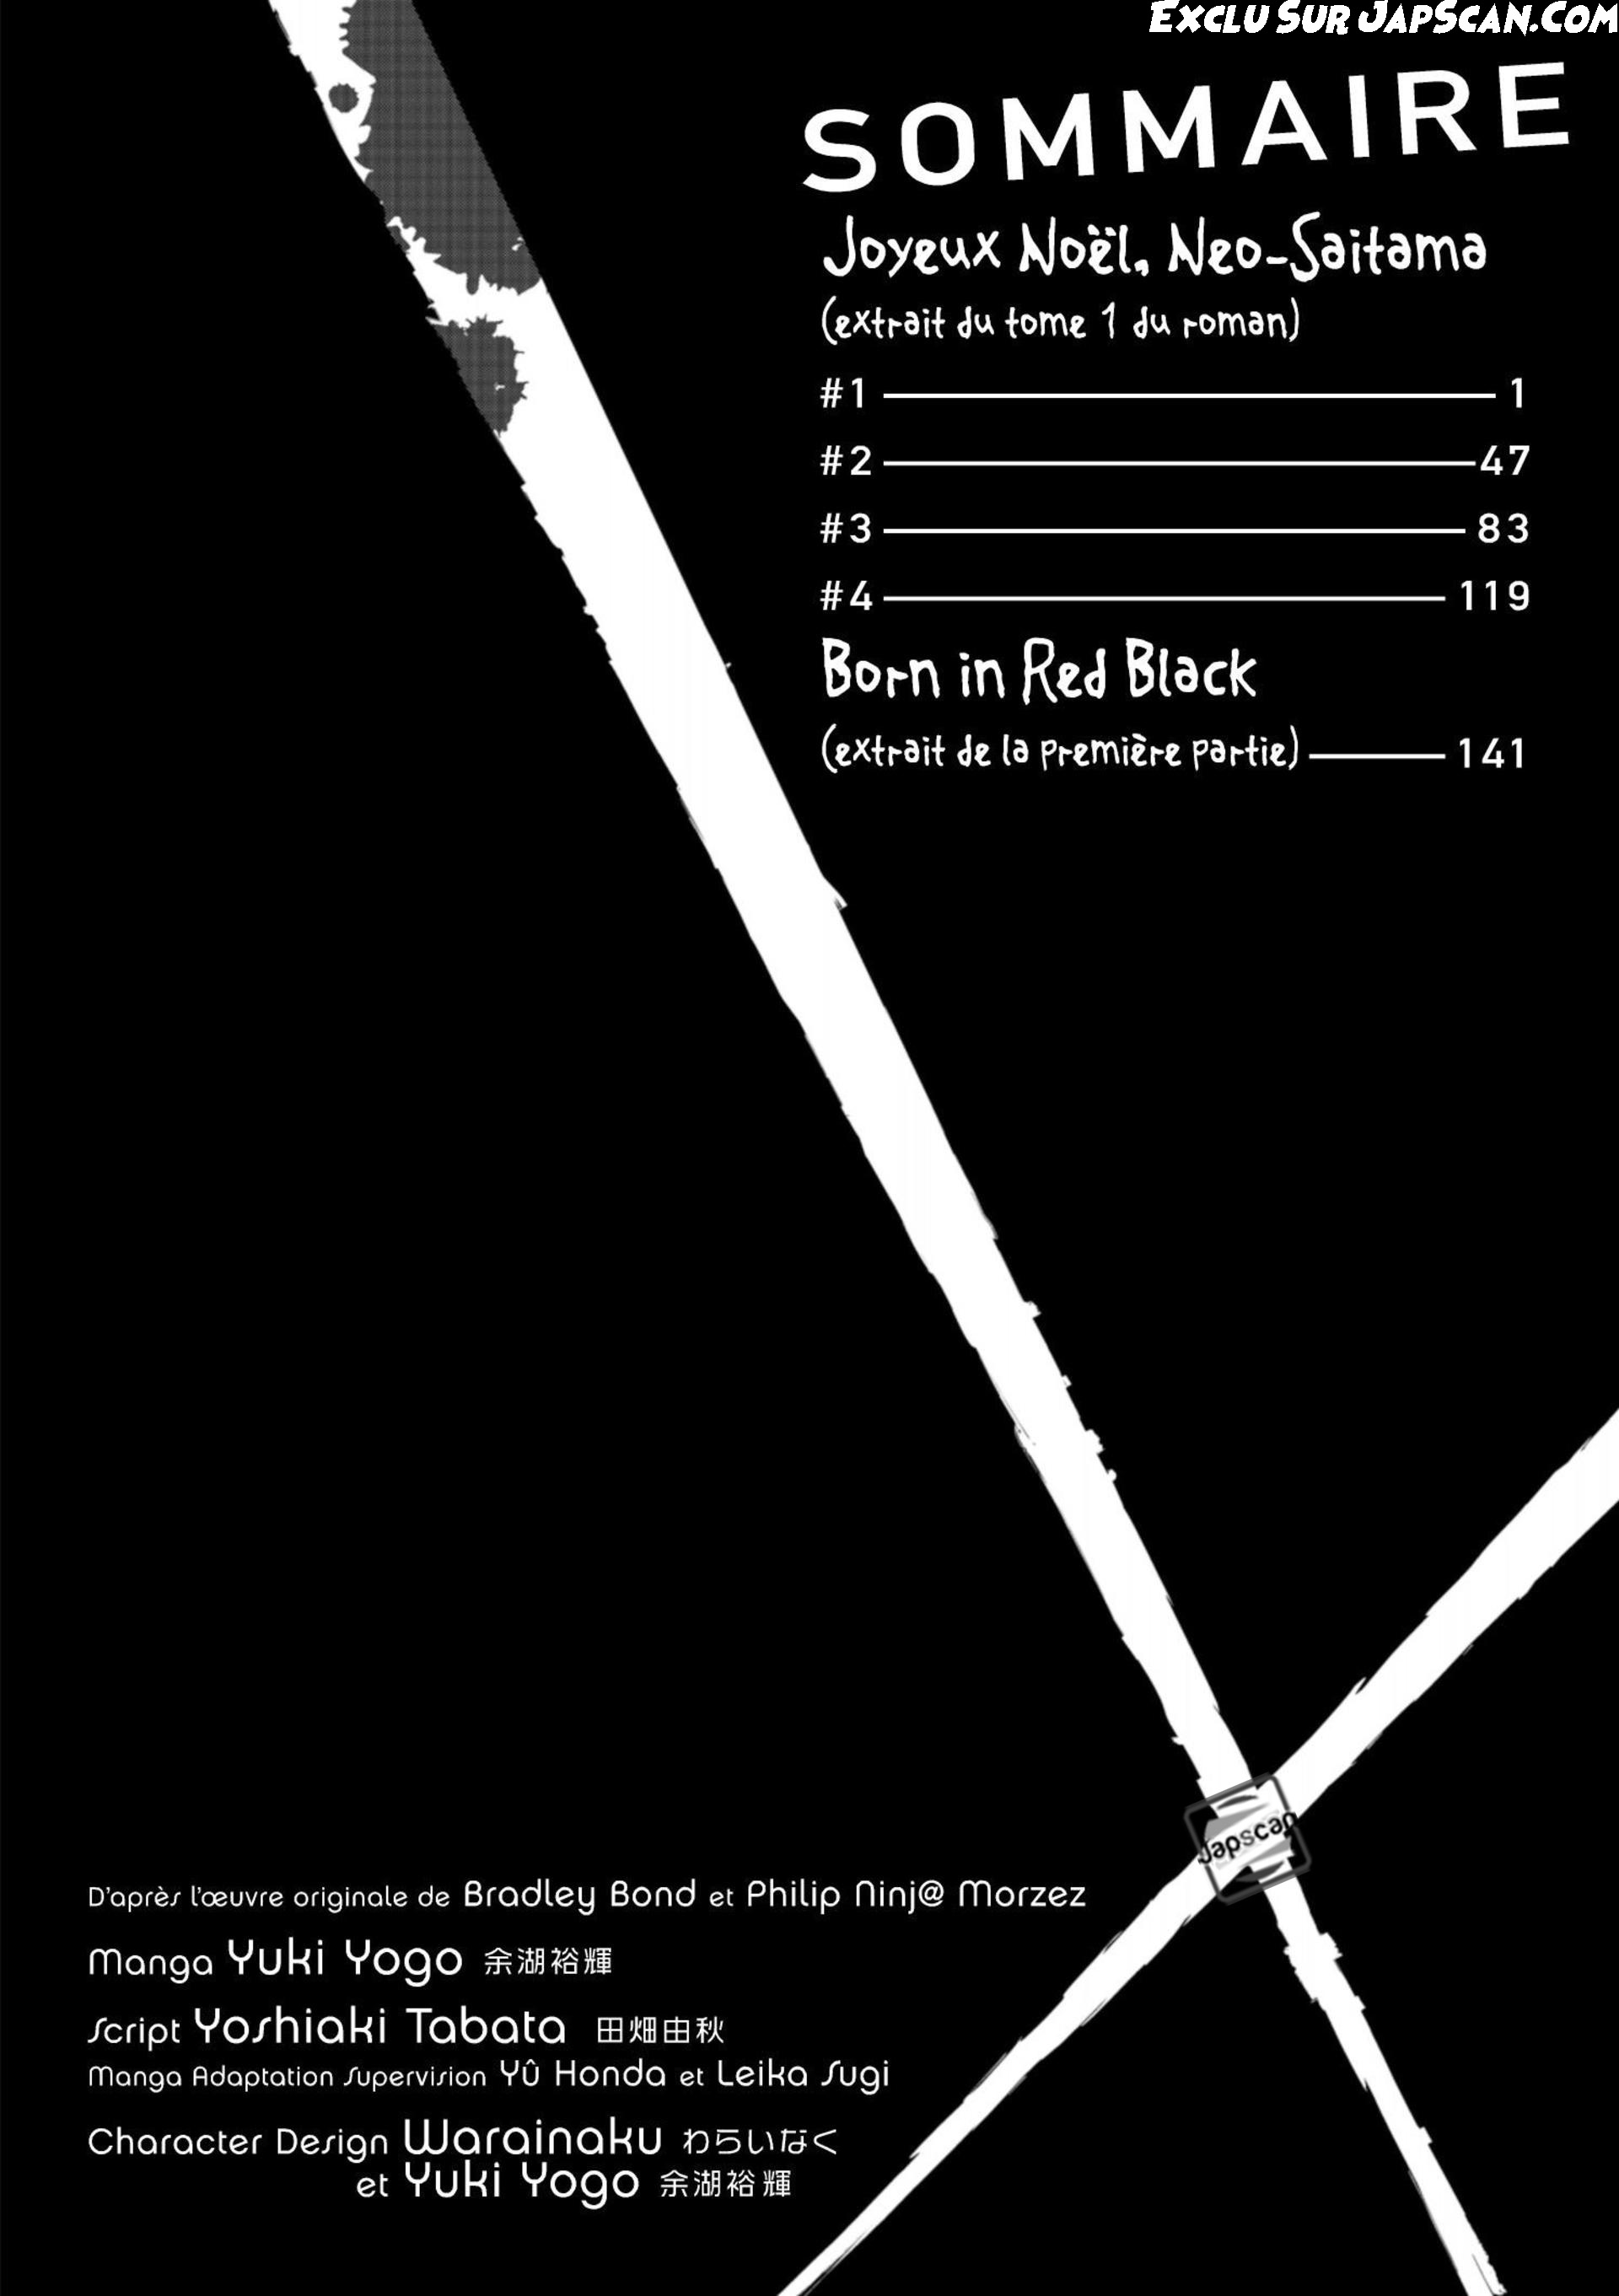 EXCLU SUR JAPSCAN.COM
SOMMAIRE
Joyeux Noël, Neo-Saitama
(extrait du tome 1 du roman)
#1 1
#2 47
#3 83
#4 119
Born in Red Black
(extrait de la première partie) 141
Japscan
D'après l'œuvre originale de Bradley Bond et Philip Ninj@ Morzez
Manga Yuki Yogo 余湖裕輝
Script Yoshiaki Tabata 田畑由秋
Manga Adaptation Supervision Yû Honda et Leika Sugi
Character Design Warainaku わらいなく
et Yuki Yogo 余湖裕輝